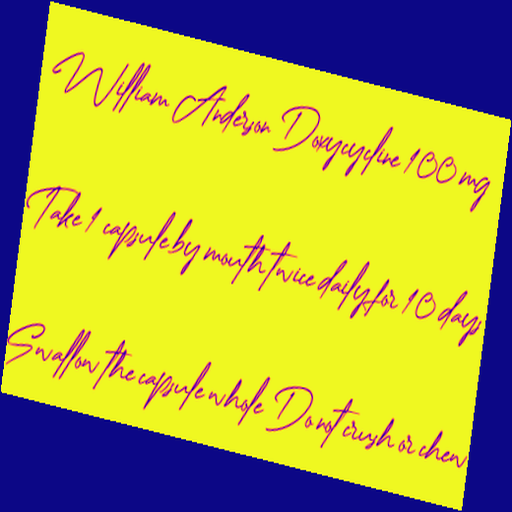 William Anderson Doxycycline 100 mg
Take 1 capsule by mouth twice daily for 10 days
Swallow the capsule whole Do not crush or chew